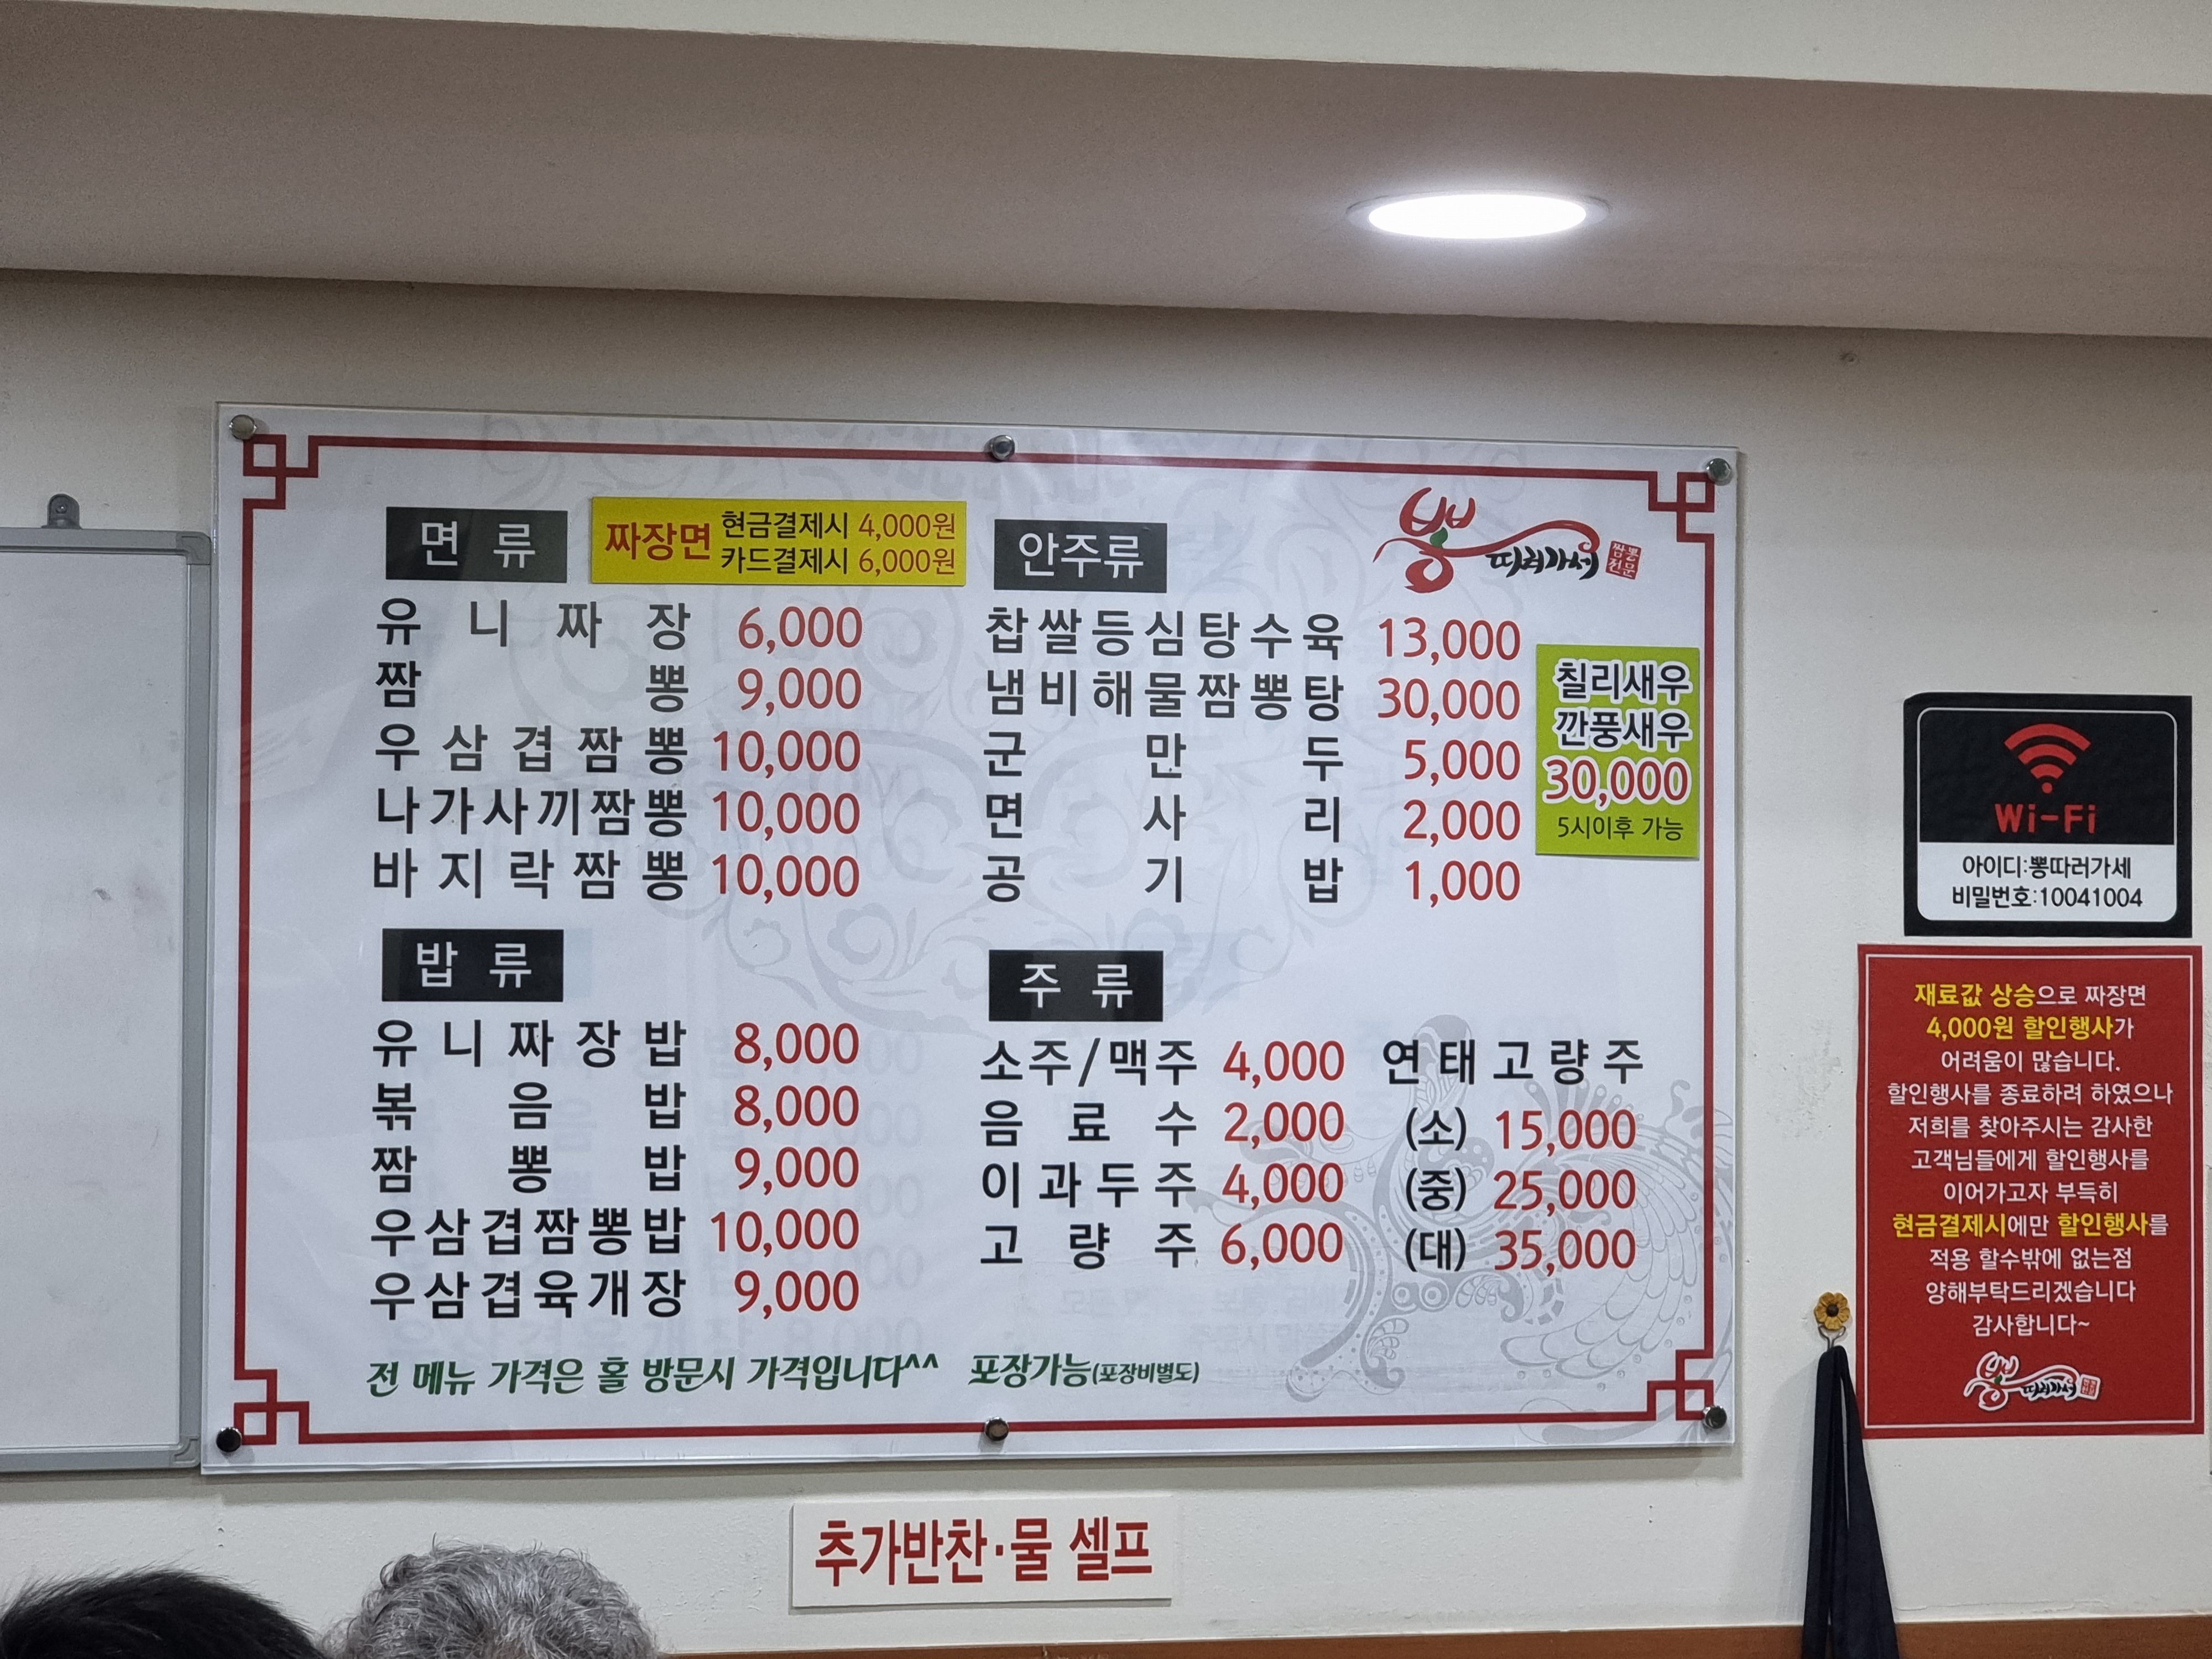 면 류
짜장면 현금결제시 4,000원
카드결제시 6,000원
유니짜장 6,000
짬뽕 9,000
우삼겹짬뽕 10,000
나가사끼짬뽕 10,000
바지락짬뽕 10,000
밥 류
유니짜장밥 8,000
볶음밥 8,000
짬뽕밥 9,000
우삼겹짬뽕밥 10,000
우삼겹육개장 9,000
안주류
뽕 따러가세 짬뽕전문
찹쌀등심탕수육 13,000
냄비해물짬뽕탕 30,000
군만두 5,000
면사리 2,000
공기밥 1,000
칠리새우
깐풍새우
30,000
5시이후 가능
주 류
소주/맥주 4,000
음료수 2,000
이과두주 4,000
고량주 6,000
연태고량주
(소) 15,000
(중) 25,000
(대) 35,000
전 메뉴 가격은 홀 방문시 가격입니다^^ 포장가능(포장비별도)
추가반찬·물 셀프
Wi-Fi
아이디:뽕따러가세
비밀번호:10041004
재료값 상승으로 짜장면
4,000원 할인행사가
어려움이 많습니다.
할인행사를 종료하려 하였으나
저희를 찾아주시는 감사한
고객님들에게 할인행사를
이어가고자 부득히
현금결제시에만 할인행사를
적용 할수밖에 없는점
양해부탁드리겠습니다
감사합니다~
뽕 따러가세